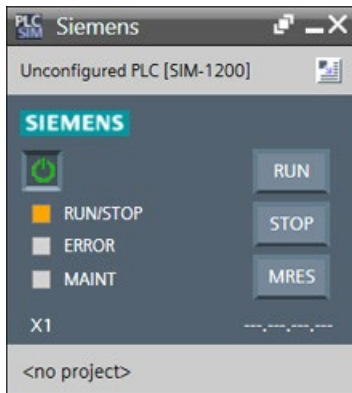 PLC SIM Siemens
Unconfigured PLC [SIM-1200]
SIEMENS
RUN
RUN/STOP
STOP
ERROR
MAINT
MRES
X1 ---.---.---.---
<no project>